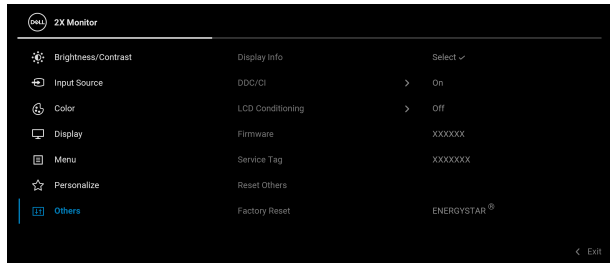 DELL 2X Monitor
Brightness/Contrast Display Info Select
Input Source DDC/CI On
Color LCD Conditioning Off
Display Firmware XXXXXX
Menu Service Tag XXXXXXX
Personalize Reset Others
Others Factory Reset ENERGYSTAR®
Exit